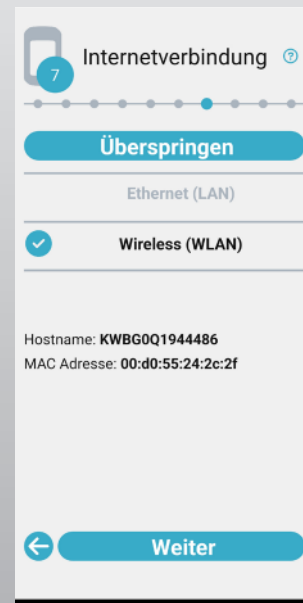 7
Internetverbindung ?
Überspringen
Ethernet (LAN)
Wireless (WLAN)
Hostname: KWBG0Q1944486
MAC Adresse: 00:d0:55:24:2c:2f
Weiter